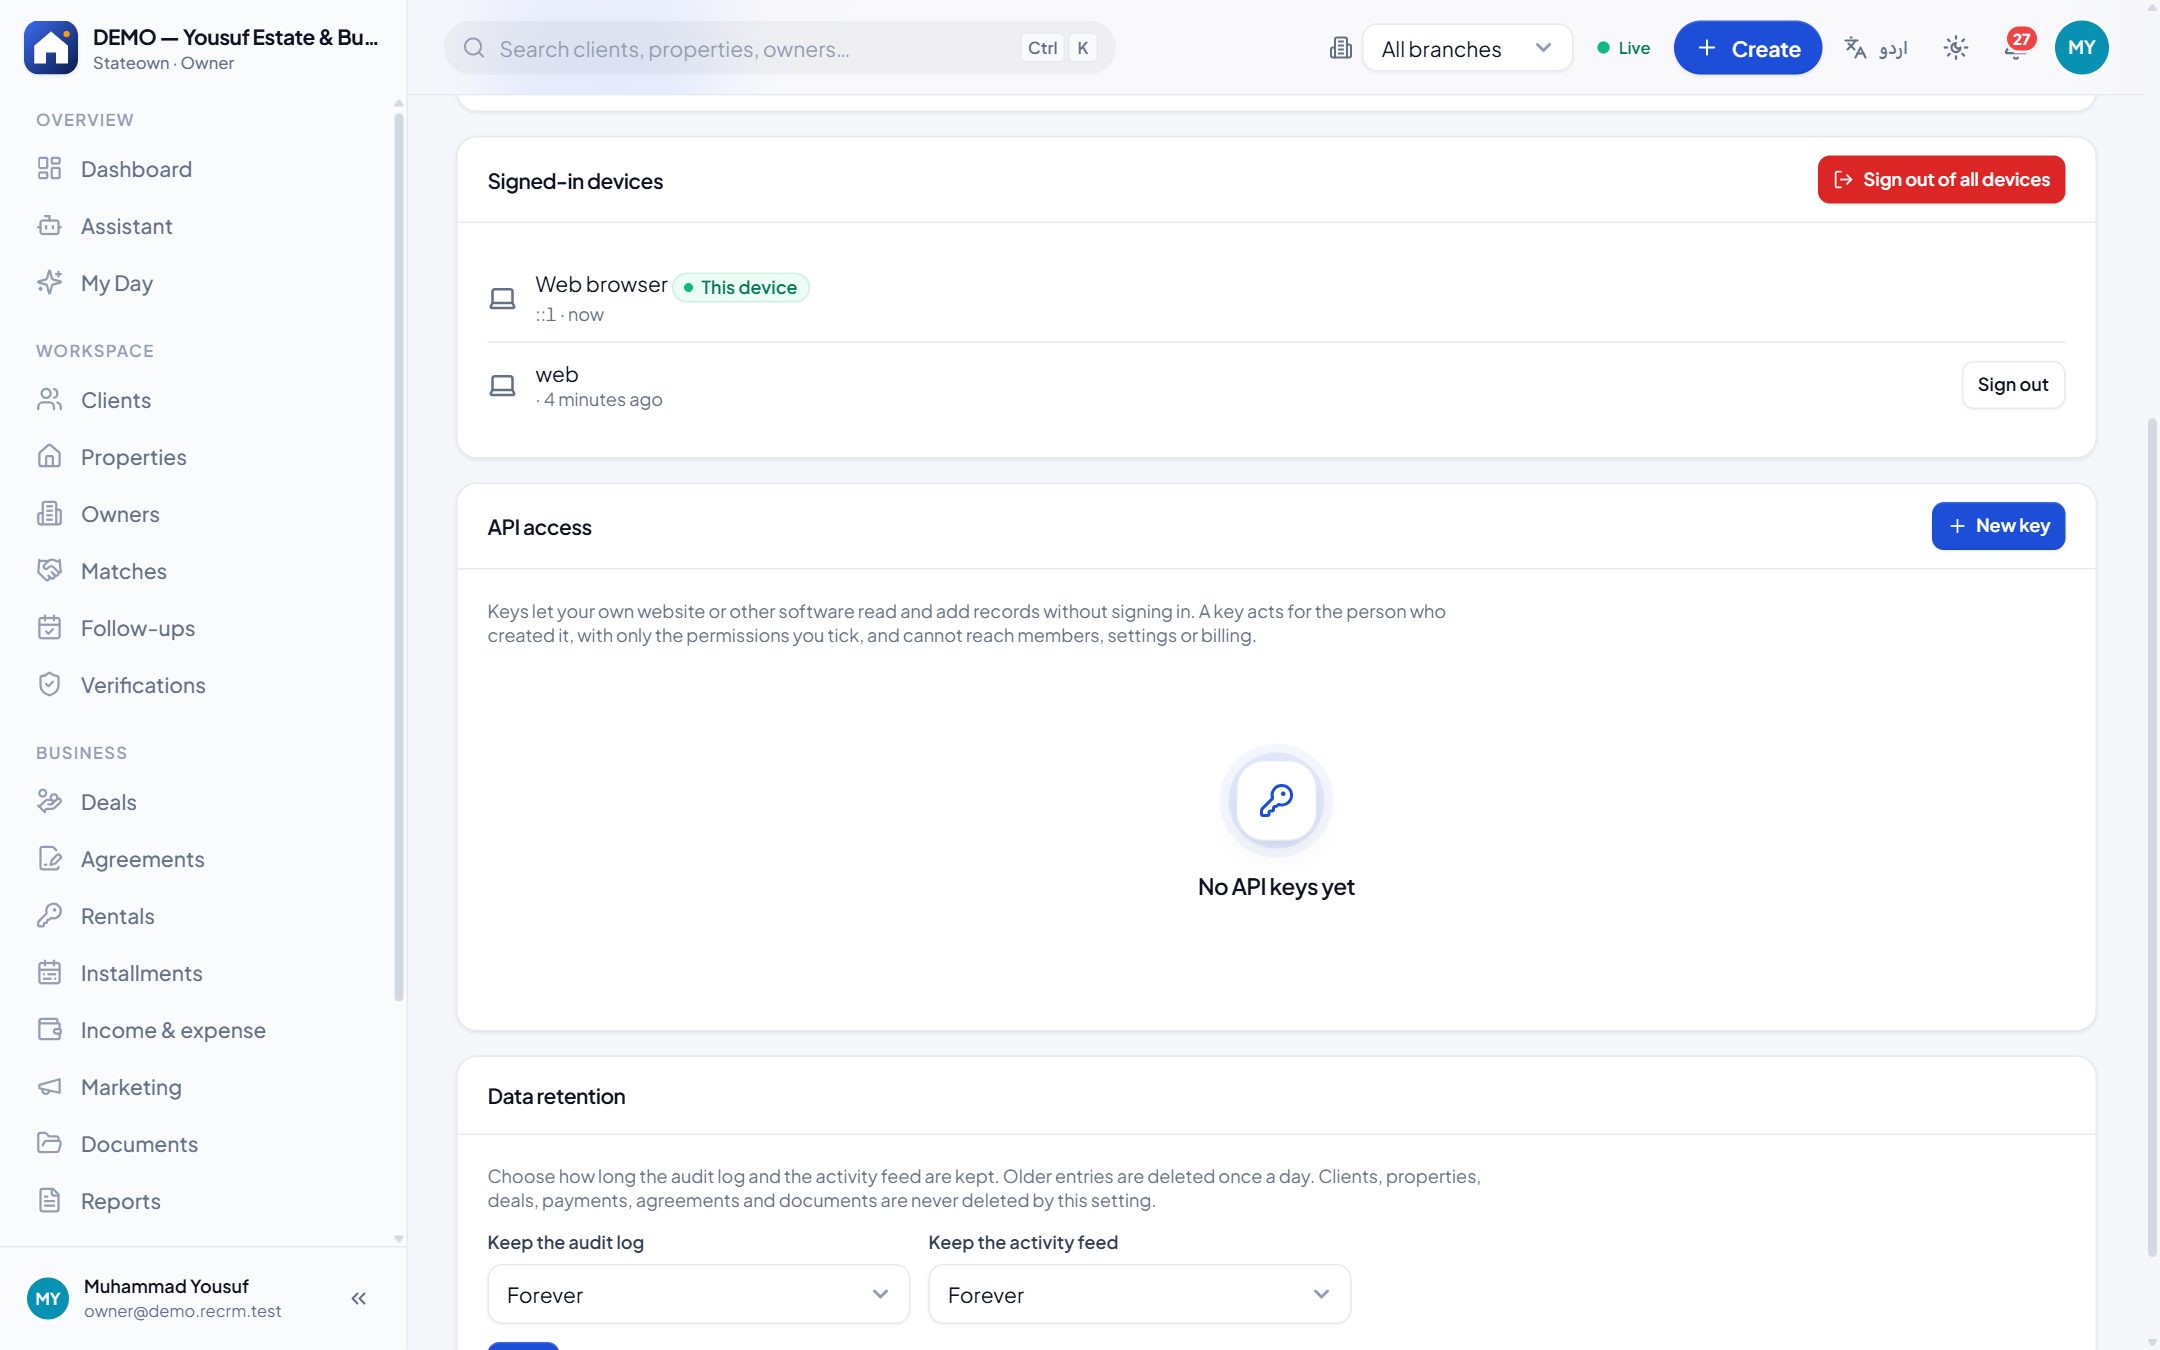 DEMO — Yousuf Estate & Bu...
Stateown · Owner
Search clients, properties, owners...
Ctrl K
All branches
Live
+ Create
اردو
27
MY
OVERVIEW
Dashboard
Assistant
My Day
WORKSPACE
Clients
Properties
Owners
Matches
Follow-ups
Verifications
BUSINESS
Deals
Agreements
Rentals
Installments
Income & expense
Marketing
Documents
Reports
MY
Muhammad Yousuf
owner@demo.recrm.test
Signed-in devices
Sign out of all devices
Web browser This device
::1 · now
web
· 4 minutes ago
Sign out
API access
+ New key
Keys let your own website or other software read and add records without signing in. A key acts for the person who
created it, with only the permissions you tick, and cannot reach members, settings or billing.
No API keys yet
Data retention
Choose how long the audit log and the activity feed are kept. Older entries are deleted once a day. Clients, properties,
deals, payments, agreements and documents are never deleted by this setting.
Keep the audit log
Forever
Keep the activity feed
Forever